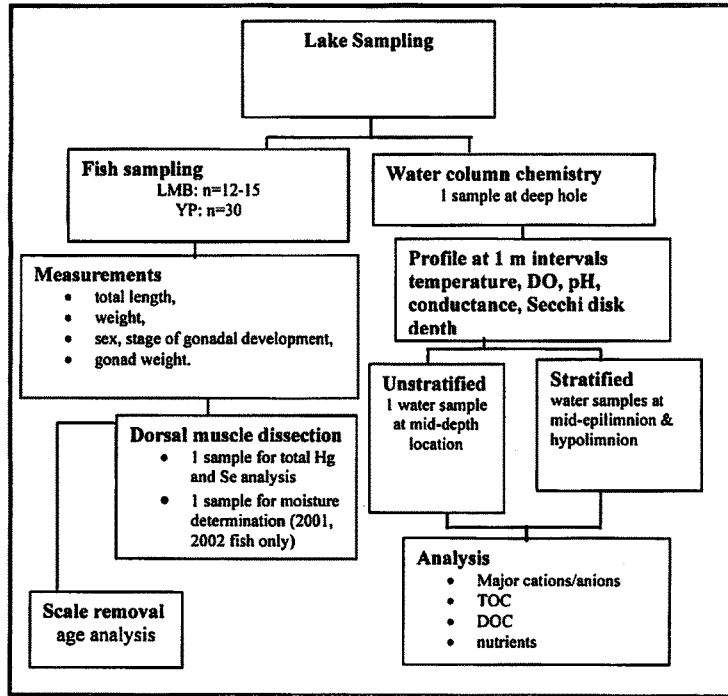 Lake Sampling
Fish sampling
LMB: n=12-15
YP: n=30
Water column chemistry
1 sample at deep hole
Measurements
• total length,
• weight,
• sex, stage of gonadal development,
• gonad weight.
Profile at 1 m intervals
temperature, DO, pH,
conductance, Secchi disk
denth
Unstratified
1 water sample
at mid-depth
location
Stratified
water samples at
mid-epilimnion &
hypolimnion
Dorsal muscle dissection
• 1 sample for total Hg
and Se analysis
• 1 sample for moisture
determination (2001,
2002 fish only)
Scale removal
age analysis
Analysis
• Major cations/anions
• TOC
• DOC
• nutrients